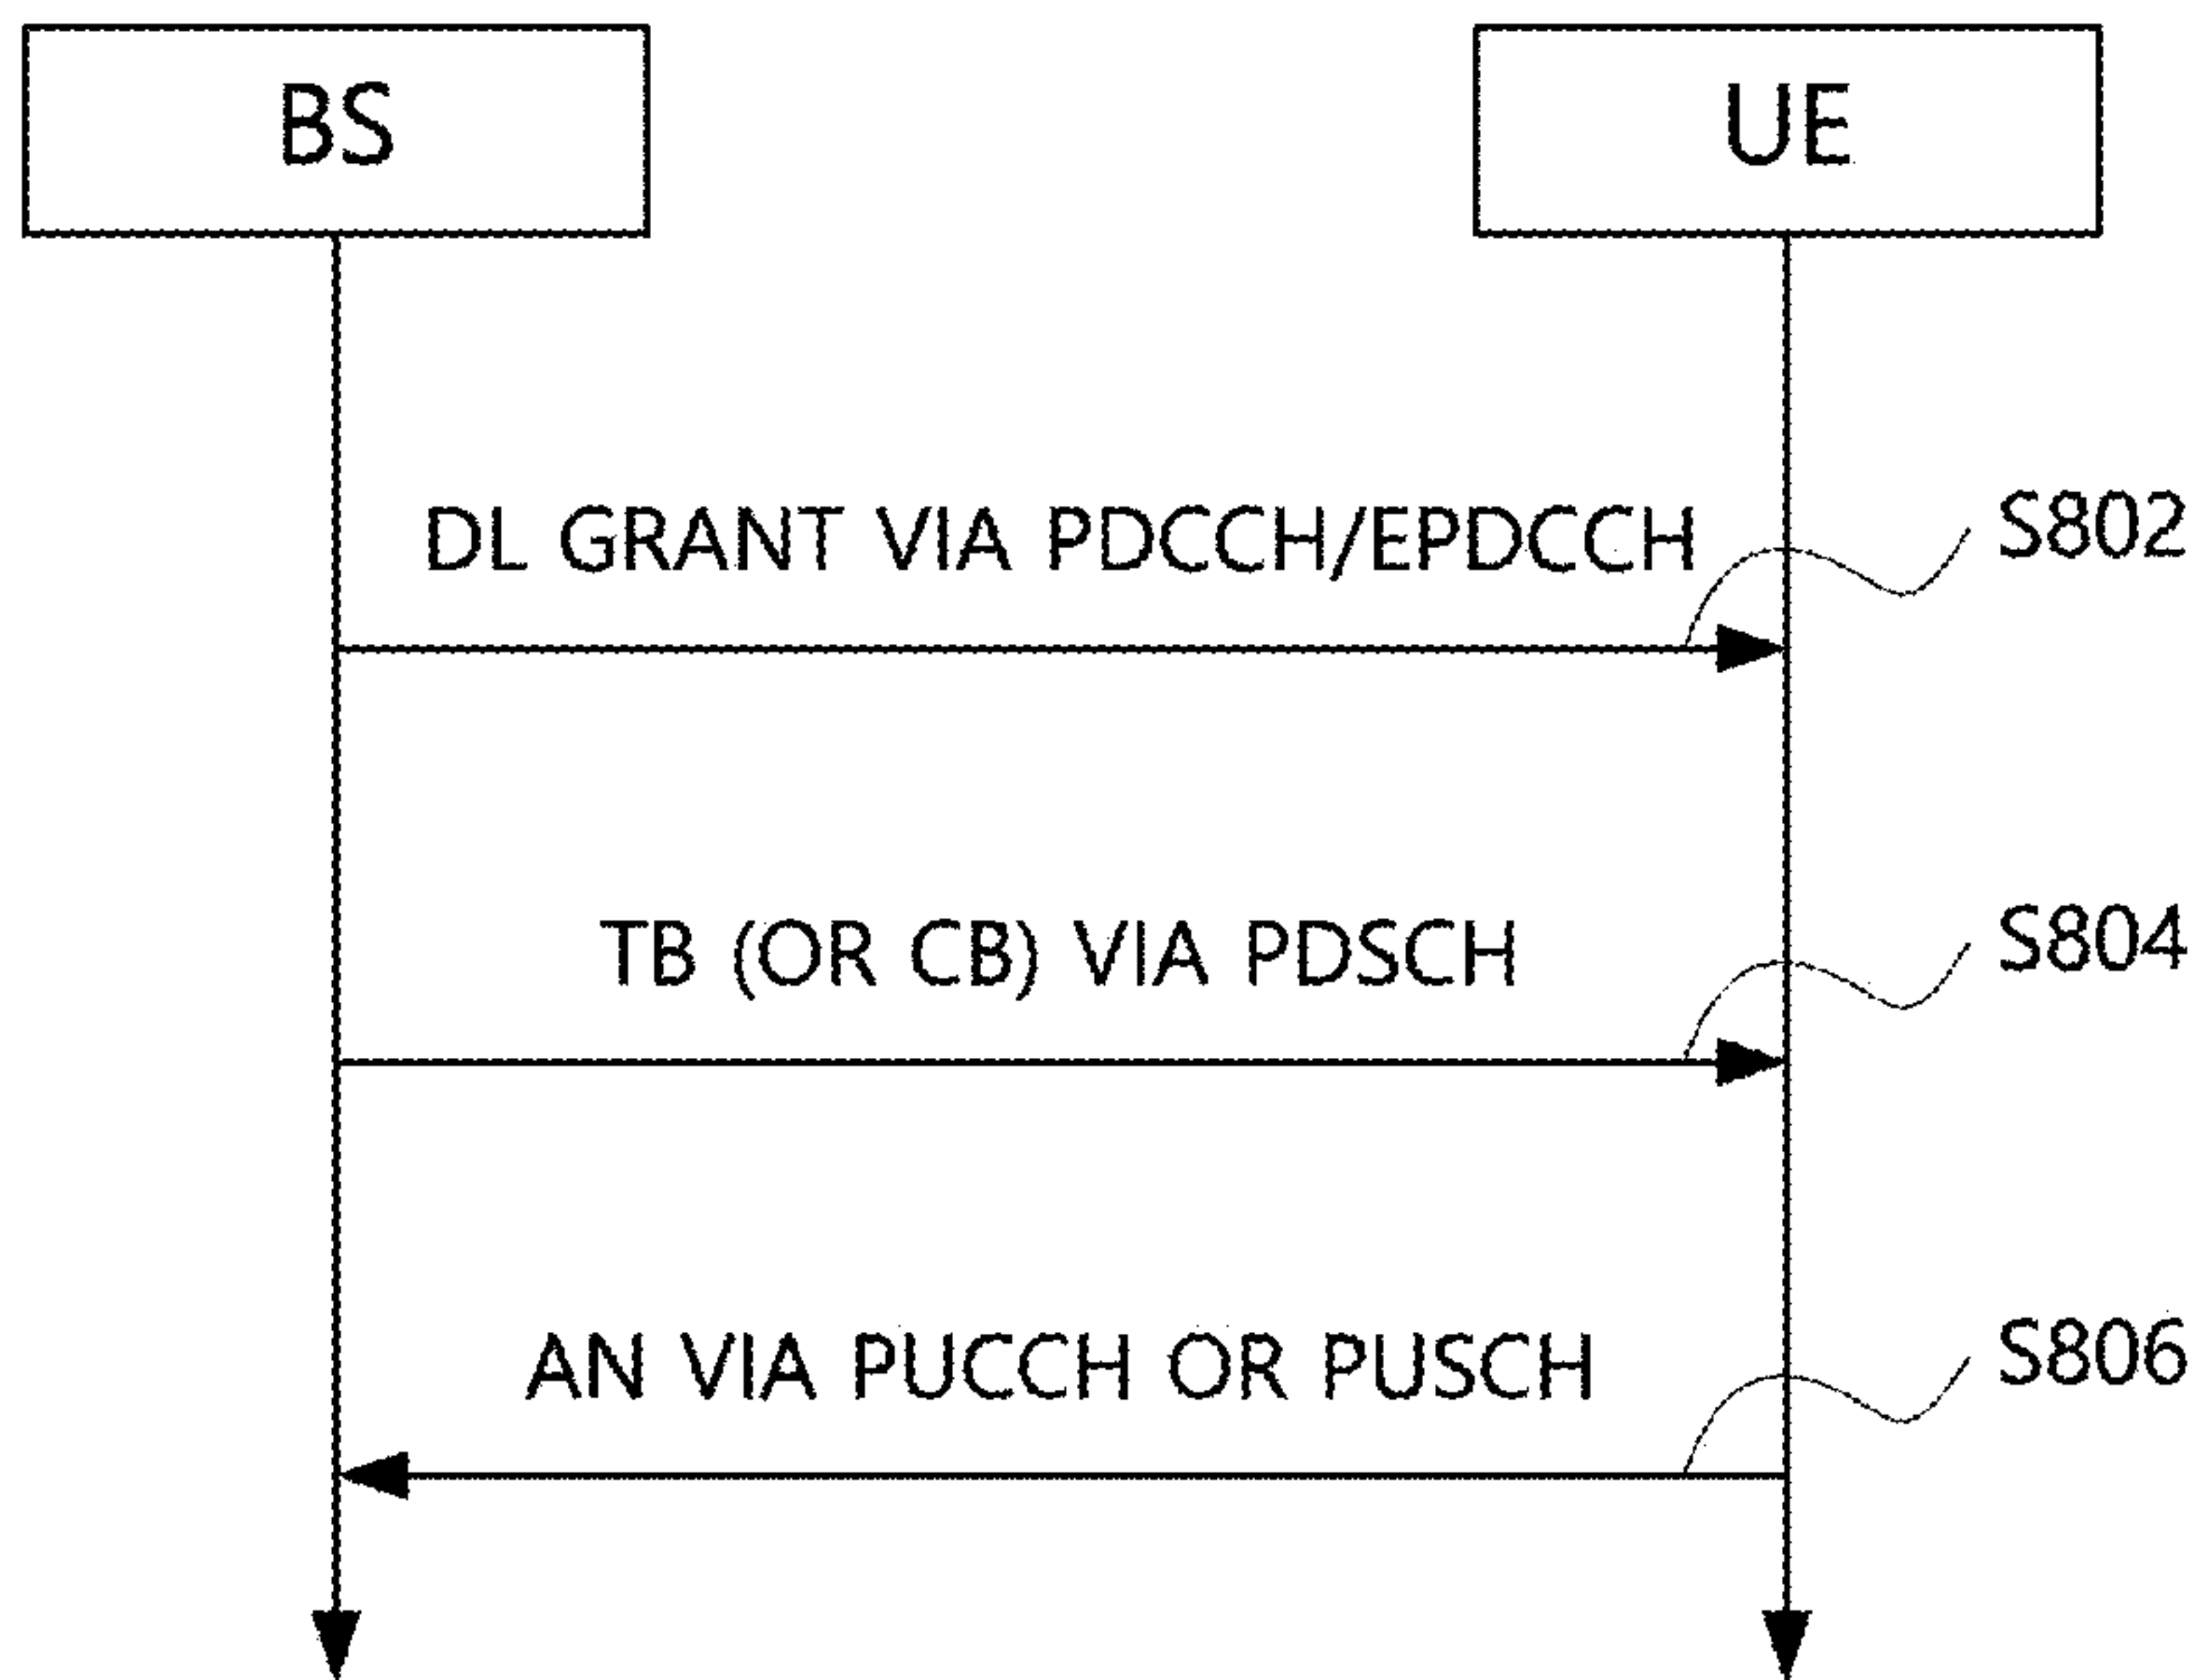 BS
UE
DL GRANT VIA PDCCH/EPDCCH
S802
TB (OR CB) VIA PDSCH
S804
AN VIA PUCCH OR PUSCH
S806